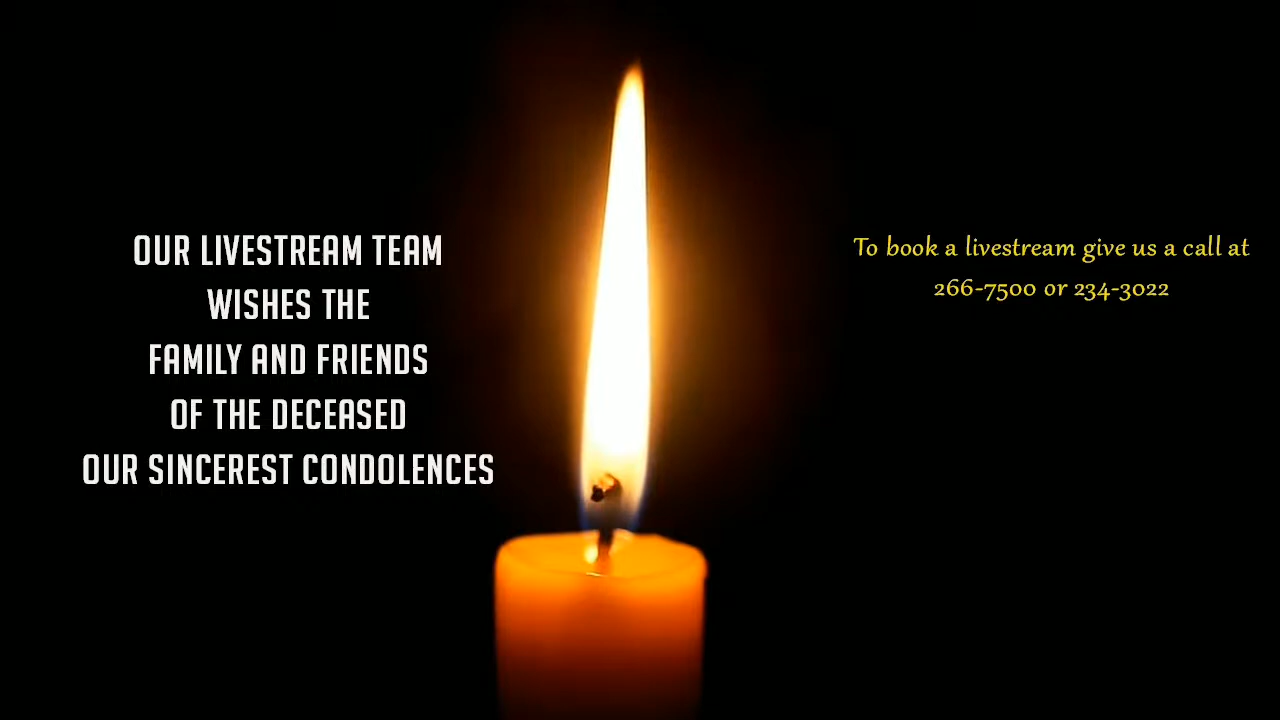 OUR LIVESTREAM TEAM
WISHES THE
FAMILY AND FRIENDS
OF THE DECEASED
OUR SINCEREST CONDOLENCES
To book a livestream give us a call at
266-7500 or 234-3022